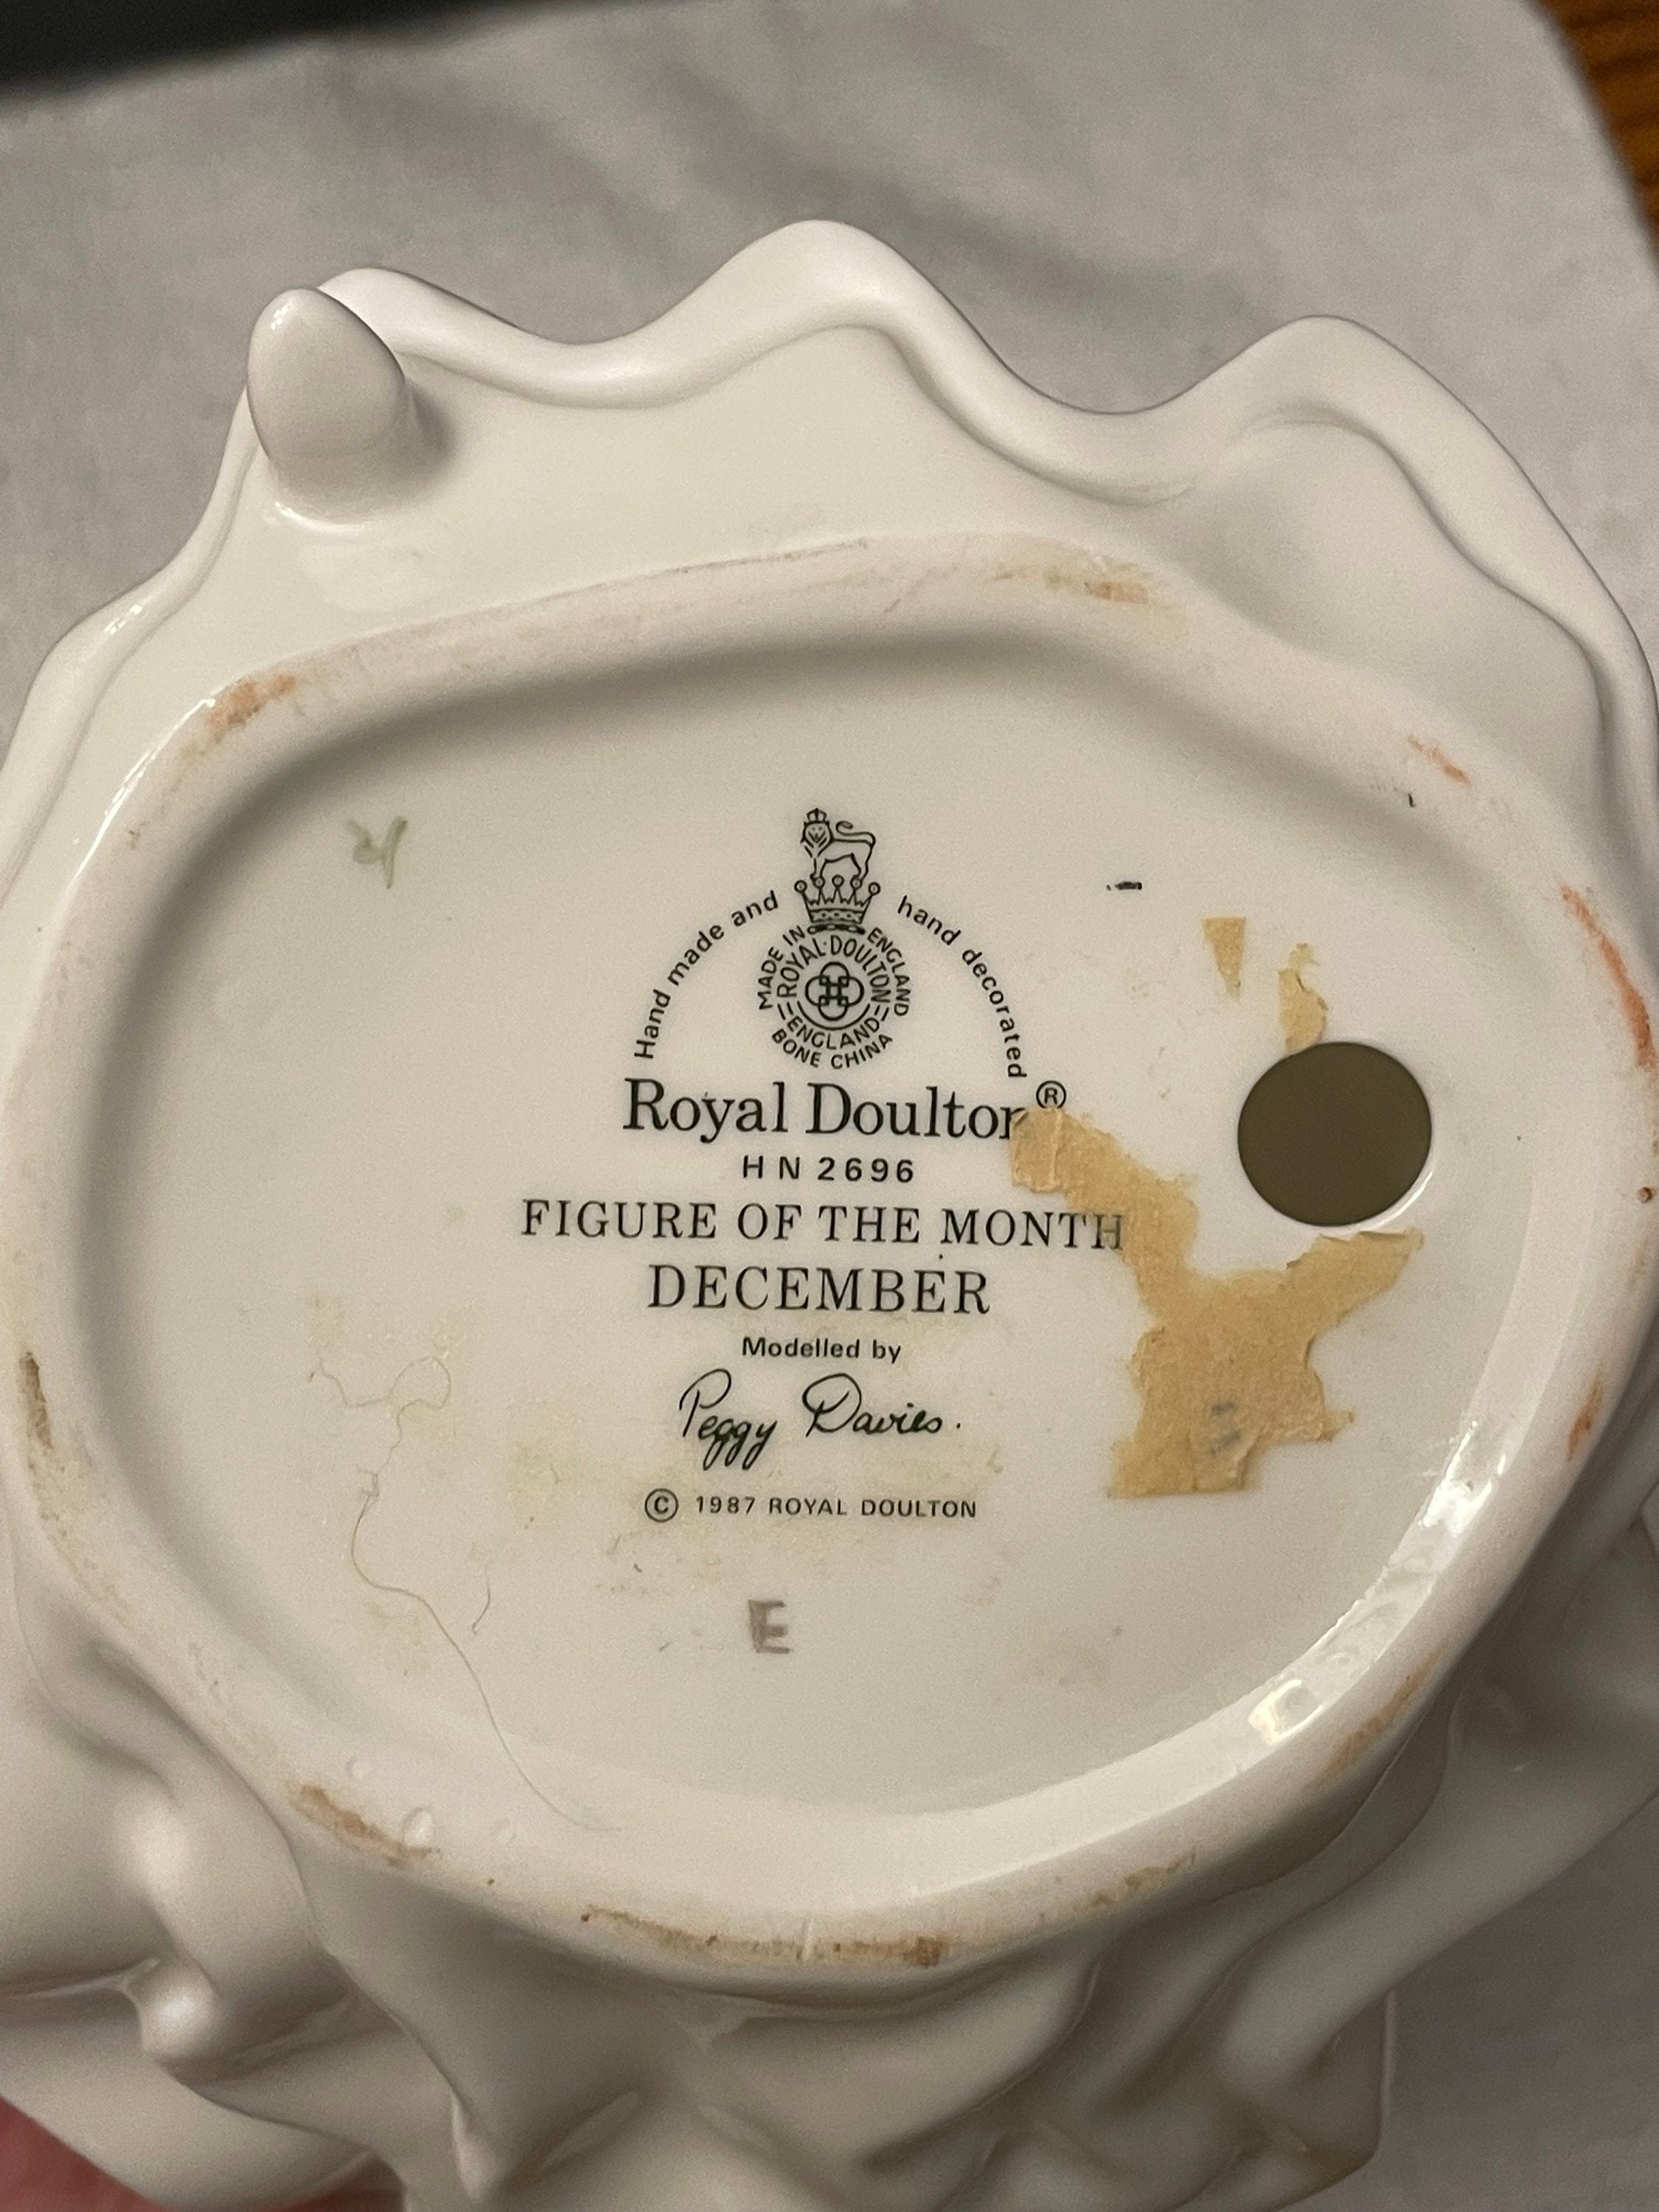 Hand made and hand decorated
MADE IN ENGLAND
ROYAL·DOULTON
ENGLAND
BONE CHINA
Royal Doulton ®
HN 2696
FIGURE OF THE MONTH
DECEMBER
Modelled by
Peggy Davies.
© 1987 ROYAL DOULTON
E